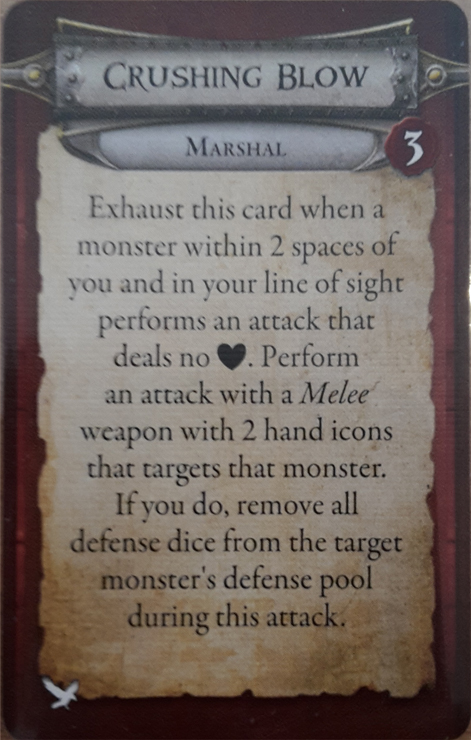 Crushing Blow
Marshal
3
Exhaust this card when a
monster within 2 spaces of
you and in your line of sight
performs an attack that
deals no ♥. Perform
an attack with a Melee
weapon with 2 hand icons
that targets that monster.
If you do, remove all
defense dice from the target
monster's defense pool
during this attack.